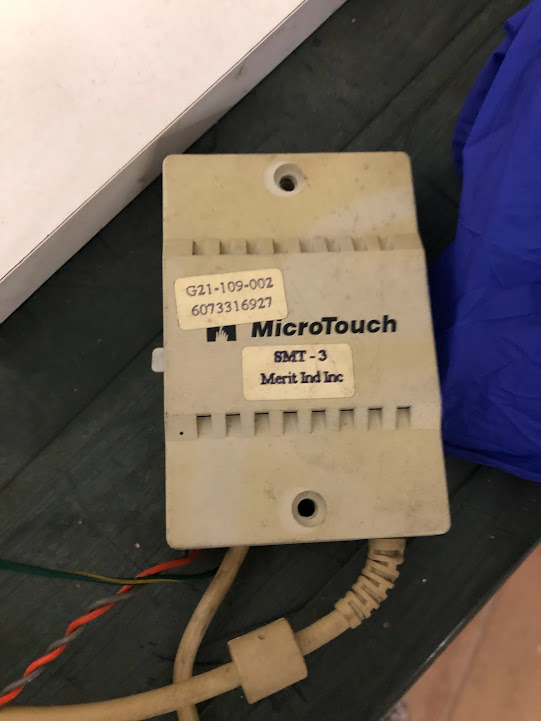 G21-109-002
6073316927
MicroTouch
SMT - 3
Merit Ind Inc